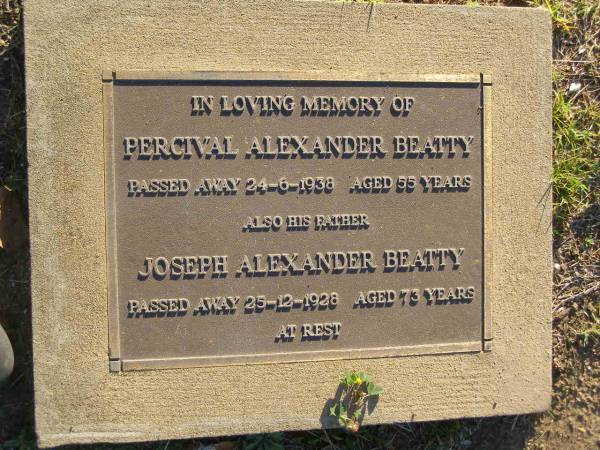 IN LOVING MEMORY OF
PERCIVAL ALEXANDER BEATTY
PASSED AWAY 24-6-1938 AGED 55 YEARS
ALSO HIS FATHER
JOSEPH ALEXANDER BEATTY
PASSED AWAY 25-12-1928 AGED 73 YEARS
AT REST